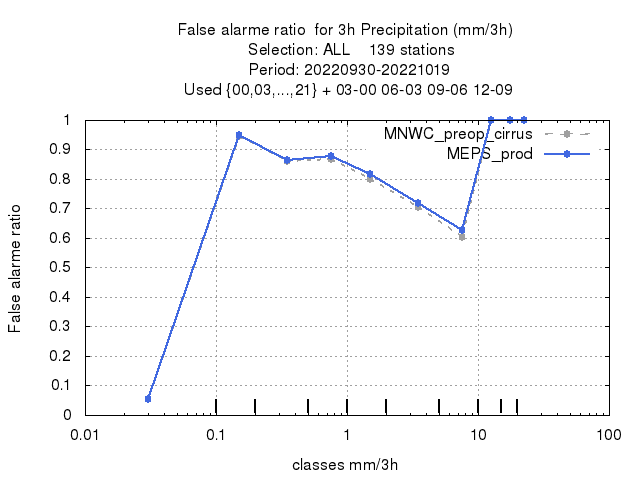 False alarme ratio  for 3h Precipitation (mm/3h)
Selection: ALL    139 stations
Period: 20220930-20221019
Used {00,03,...,21} + 03-00 06-03 09-06 12-09
MNWC_preop_cirrus
MEPS_prod
1
0.9
0.8
0.7
0.6
0.5
0.4
0.3
0.2
0.1
0
False alarme ratio
0.01
0.1
1
10
100
classes mm/3h